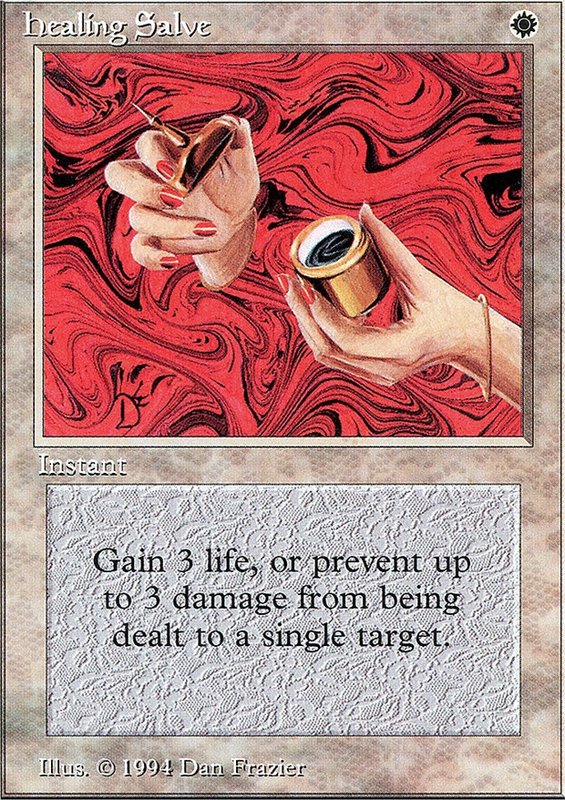 Healing Salve
DF
Instant
Gain 3 life, or prevent up
to 3 damage from being
dealt to a single target.
Illus. © 1994 Dan Frazier